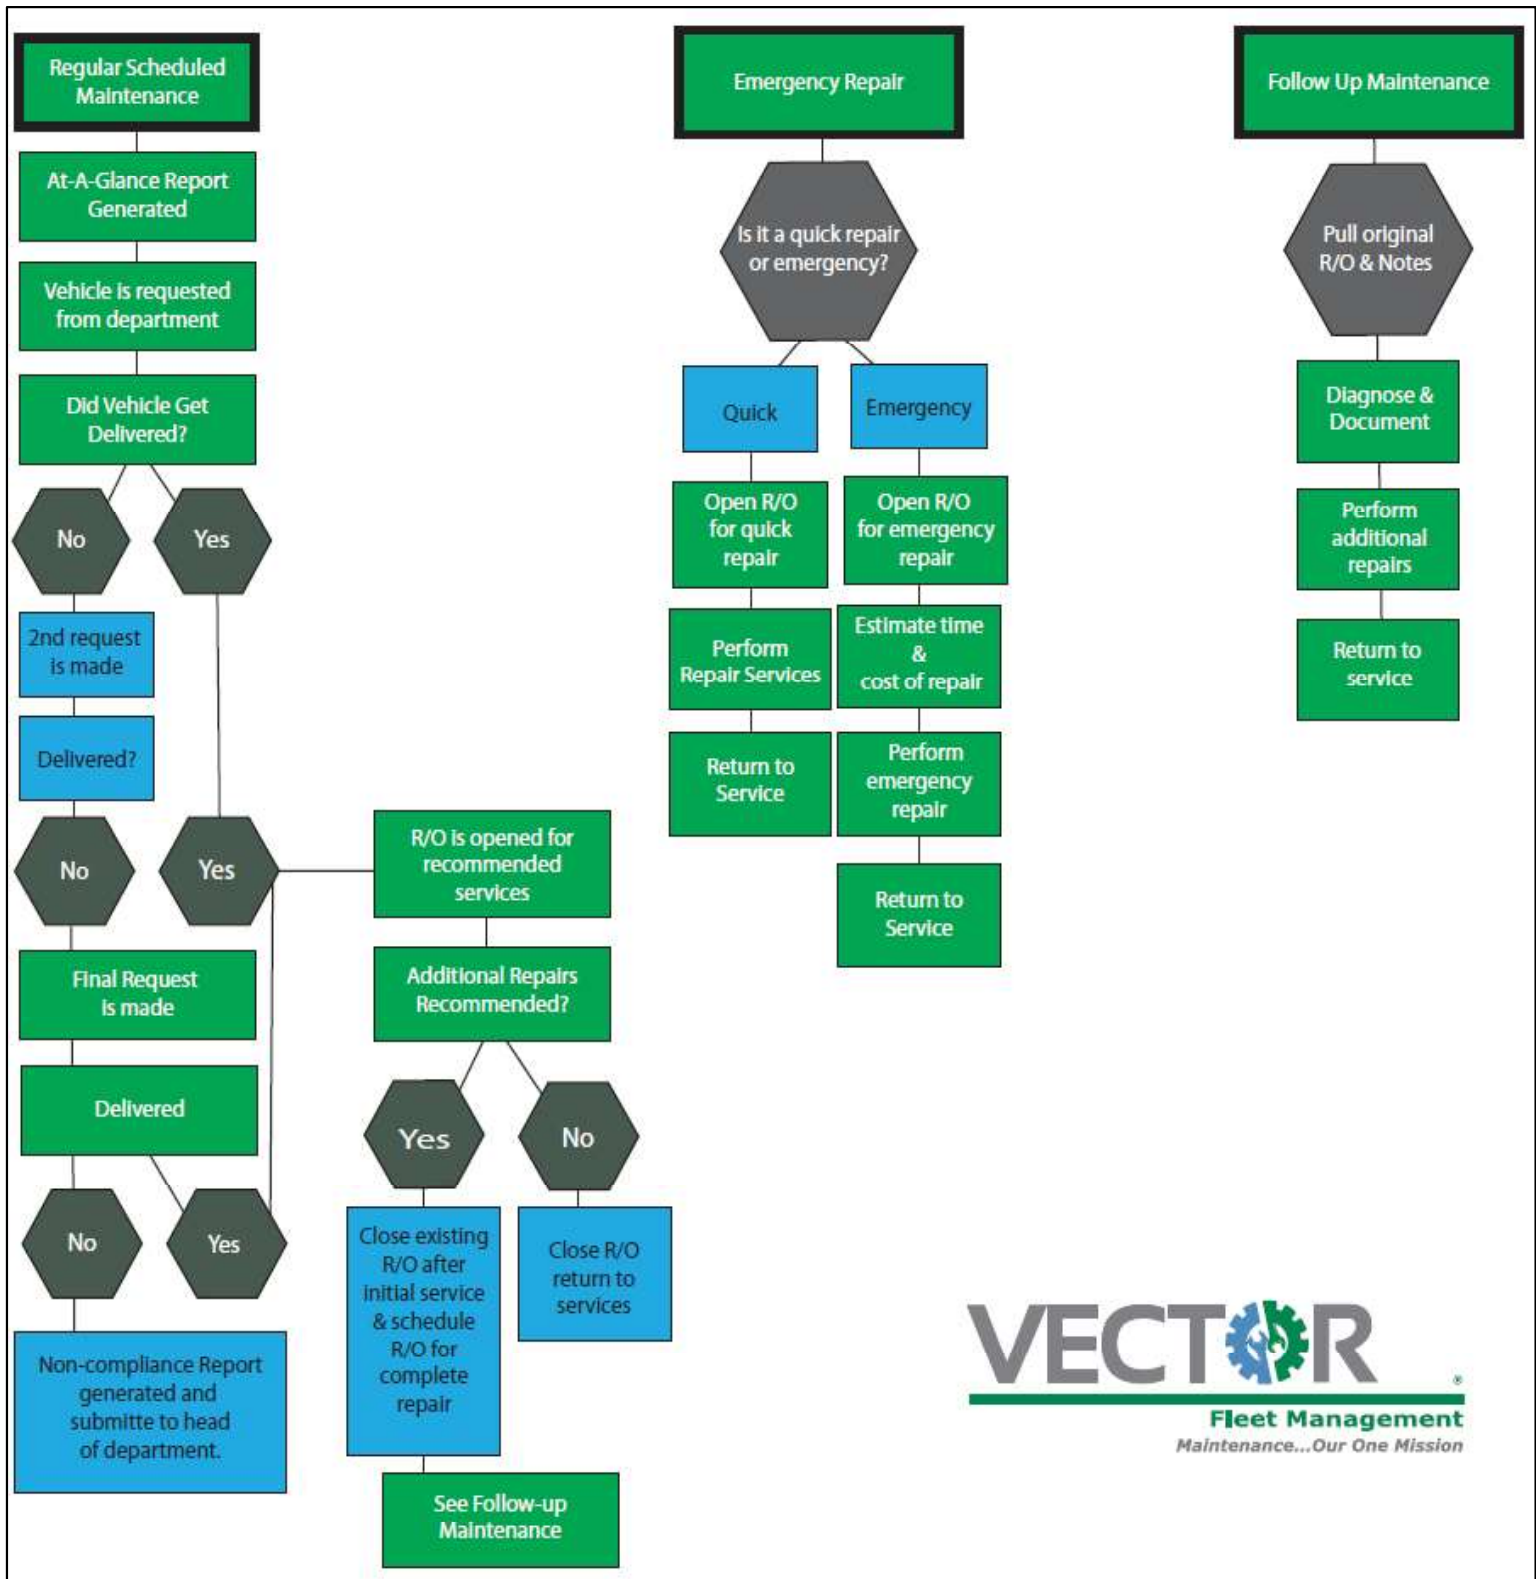 Regular Scheduled
Maintenance
At-A-Glance Report
Generated
Vehicle is requested
from department
Did Vehicle Get
Delivered?
No
Yes
2nd request
is made
Delivered?
No
Yes
Final Request
is made
Delivered
No
Yes
Non-compliance Report
generated and
submitte to head
of department.
R/O is opened for
recommended
services
Additional Repairs
Recommended?
Yes
No
Close existing
R/O after
initial service
& schedule
R/O for
complete
repair
Close R/O
return to
services
See Follow-up
Maintenance
Emergency Repair
Is it a quick repair
or emergency?
Quick
Emergency
Open R/O
for quick
repair
Perform
Repair Services
Return to
Service
Open R/O
for emergency
repair
Estimate time
&
cost of repair
Perform
emergency
repair
Return to
Service
Follow Up Maintenance
Pull original
R/O & Notes
Diagnose &
Document
Perform
additional
repairs
Return to
service
VECTOR
®
Fleet Management
Maintenance...Our One Mission